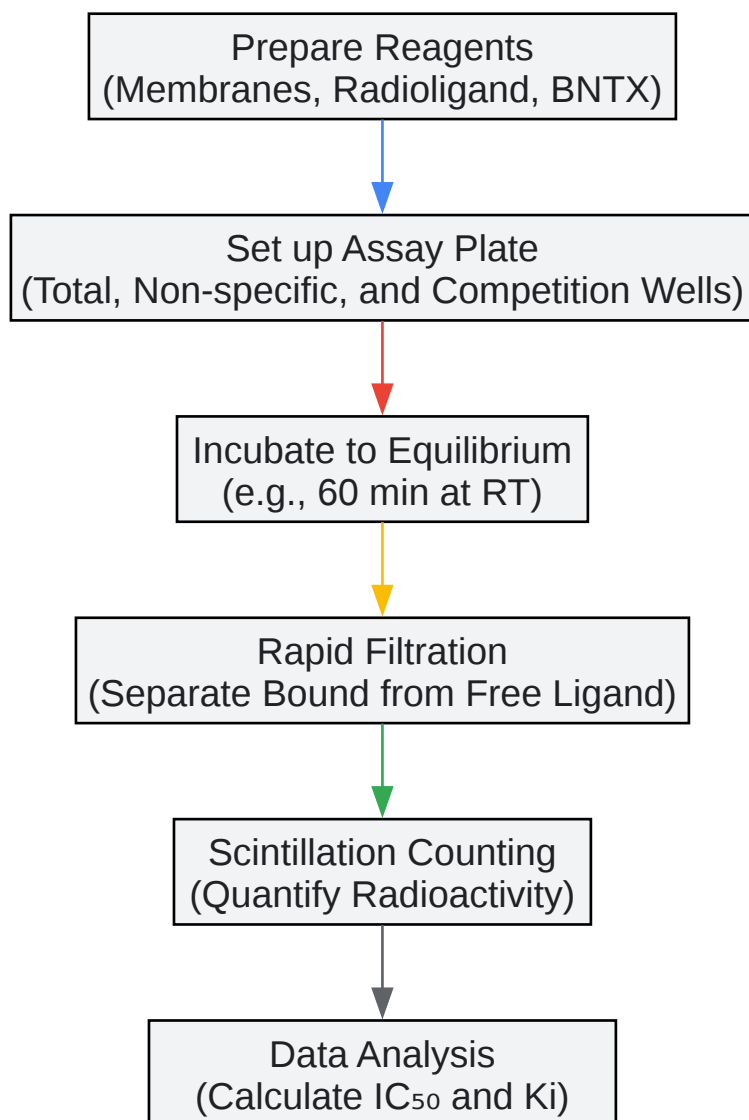 Prepare Reagents
(Membranes, Radioligand, BNTX)
Set up Assay Plate
(Total, Non-specific, and Competition Wells)
Incubate to Equilibrium
(e.g., 60 min at RT)
Rapid Filtration
(Separate Bound from Free Ligand)
Scintillation Counting
(Quantify Radioactivity)
Data Analysis
(Calculate IC₅₀ and Ki)